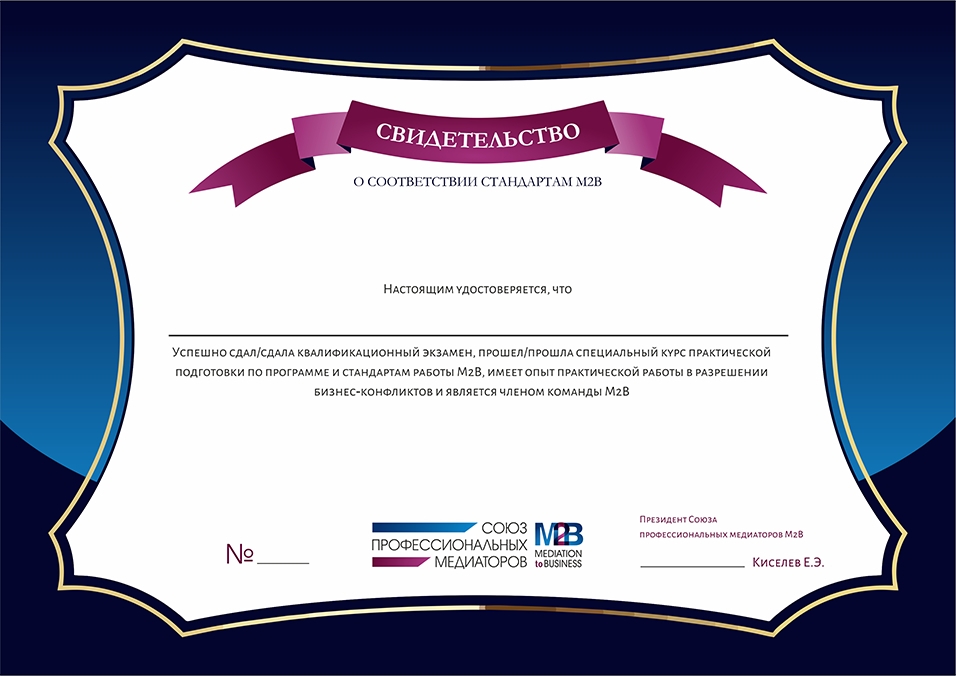 СВИДЕТЕЛЬСТВО
О СООТВЕТСТВИИ СТАНДАРТАМ М2В
Настоящим удостоверяется, что
Успешно сдал/сдала квалификационный экзамен, прошел/прошла специальный курс практической
подготовки по программе и стандартам работы М2В, имеет опыт практической работы в разрешении
бизнес-конфликтов и является членом команды М2В
№ ______
СОЮЗ
ПРОФЕССИОНАЛЬНЫХ
МЕДИАТОРОВ
M2B
MEDIATION
to BUSINESS
Президент Союза
профессиональных медиаторов М2В
____________ Киселев Е.Э.